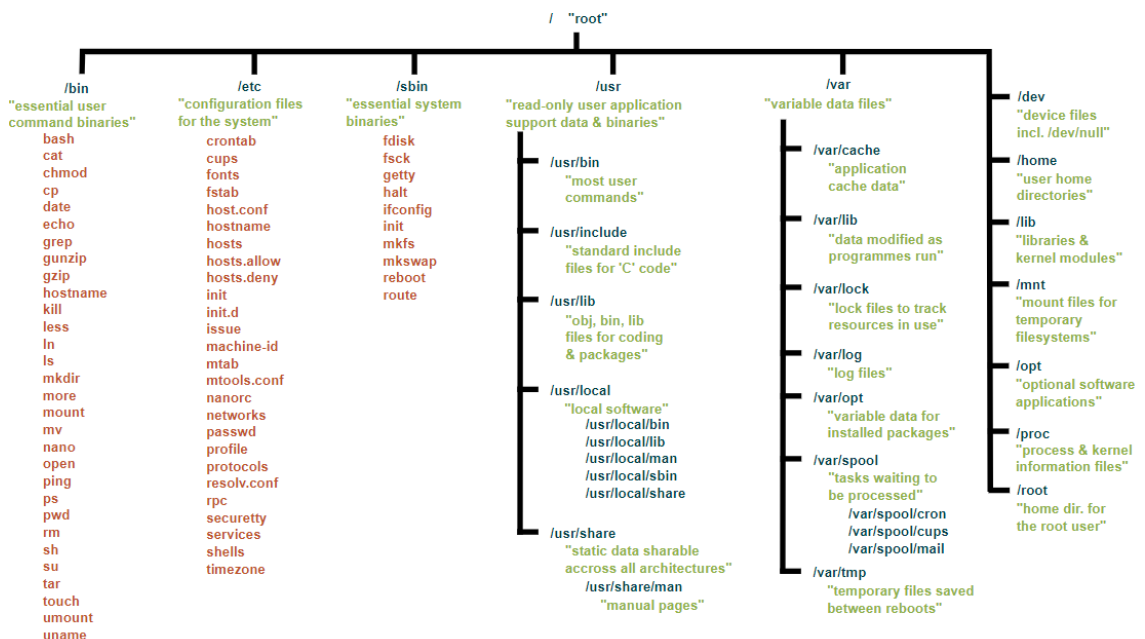 / "root"
/bin
"essential user
command binaries"
bash
cat
chmod
cp
date
echo
grep
gunzip
gzip
hostname
kill
less
ln
ls
mkdir
more
mount
mv
nano
open
ping
ps
pwd
rm
sh
su
tar
touch
umount
uname
/etc
"configuration files
for the system"
crontab
cups
fonts
fstab
host.conf
hostname
hosts
hosts.allow
hosts.deny
init
init.d
issue
machine-id
mtab
mtools.conf
nanorc
networks
passwd
profile
protocols
resolv.conf
rpc
securetty
services
shells
timezone
/sbin
"essential system
binaries"
fdisk
fsck
getty
halt
ifconfig
init
mkfs
mkswap
reboot
route
/usr
"read-only user application
support data & binaries"
/usr/bin
"most user
commands"
/usr/include
"standard include
files for 'C' code"
/usr/lib
"obj, bin, lib
files for coding
& packages"
/usr/local
"local software"
/usr/local/bin
/usr/local/lib
/usr/local/man
/usr/local/sbin
/usr/local/share
/usr/share
"static data sharable
accross all architectures"
/usr/share/man
"manual pages"
/var
"variable data files"
/var/cache
"application
cache data"
/var/lib
"data modified as
programmes run"
/var/lock
"lock files to track
resources in use"
/var/log
"log files"
/var/opt
"variable data for
installed packages"
/var/spool
"tasks waiting to
be processed"
/var/spool/cron
/var/spool/cups
/var/spool/mail
/var/tmp
"temporary files saved
between reboots"
/dev
"device files
incl. /dev/null"
/home
"user home
directories"
/lib
"libraries &
kernel modules"
/mnt
"mount files for
temporary
filesystems"
/opt
"optional software
applications"
/proc
"process & kernel
information files"
/root
"home dir. for
the root user"